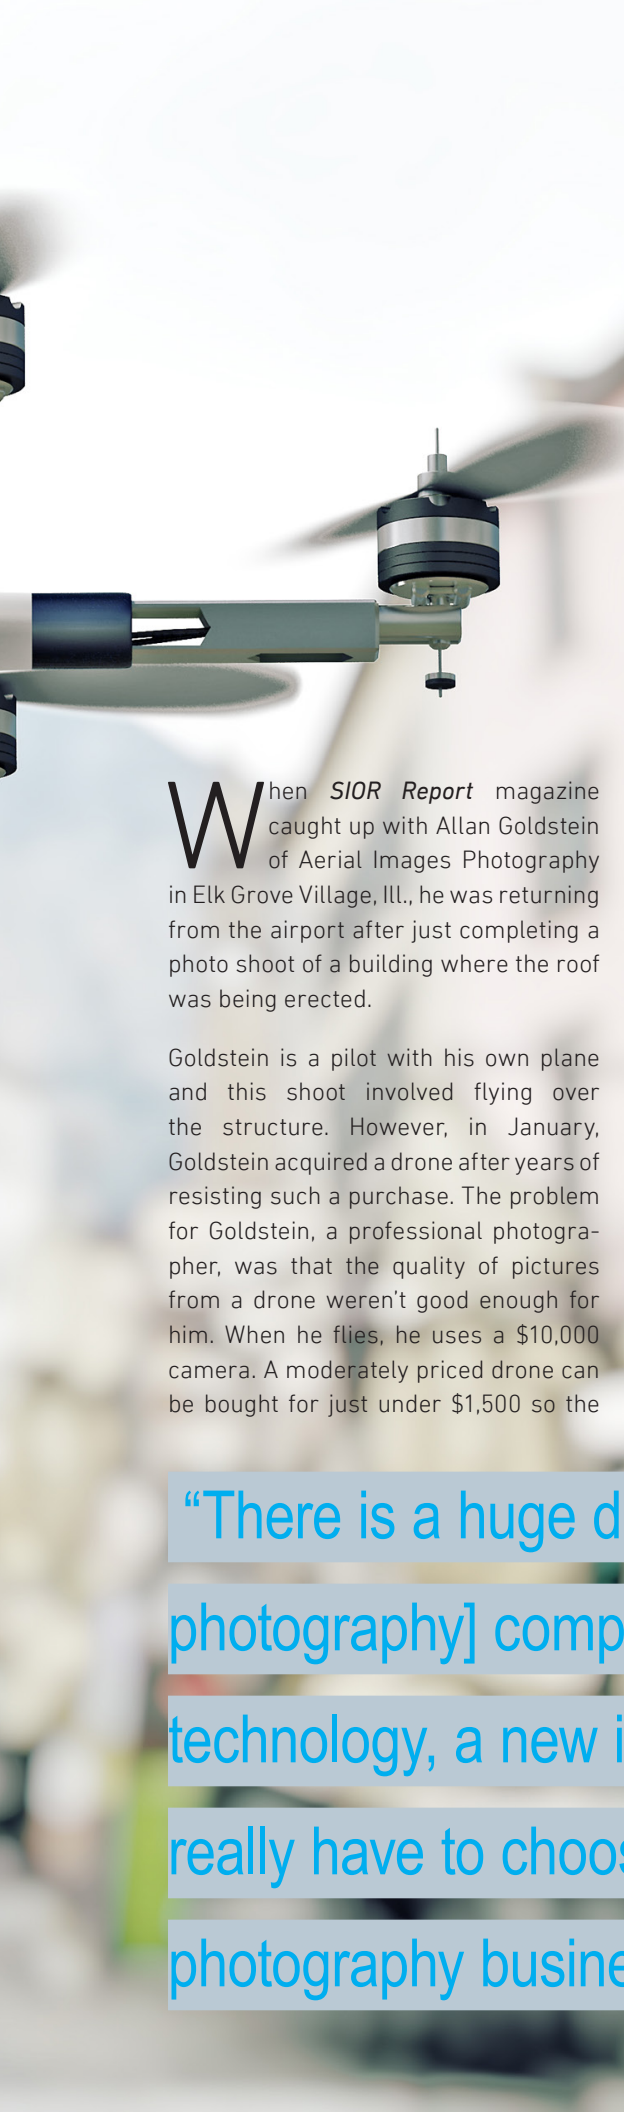 When SIOR Report magazine
caught up with Allan Goldstein
of Aerial Images Photography
in Elk Grove Village, Ill., he was returning
from the airport after just completing a
photo shoot of a building where the roof
was being erected.
Goldstein is a pilot with his own plane
and this shoot involved flying over
the structure. However, in January,
Goldstein acquired a drone after years of
resisting such a purchase. The problem
for Goldstein, a professional photogra-
pher, was that the quality of pictures
from a drone weren't good enough for
him. When he flies, he uses a $10,000
camera. A moderately priced drone can
be bought for just under $1,500 so the
“There is a huge d
photography] comp
technology, a new i
really have to choos
photography busine